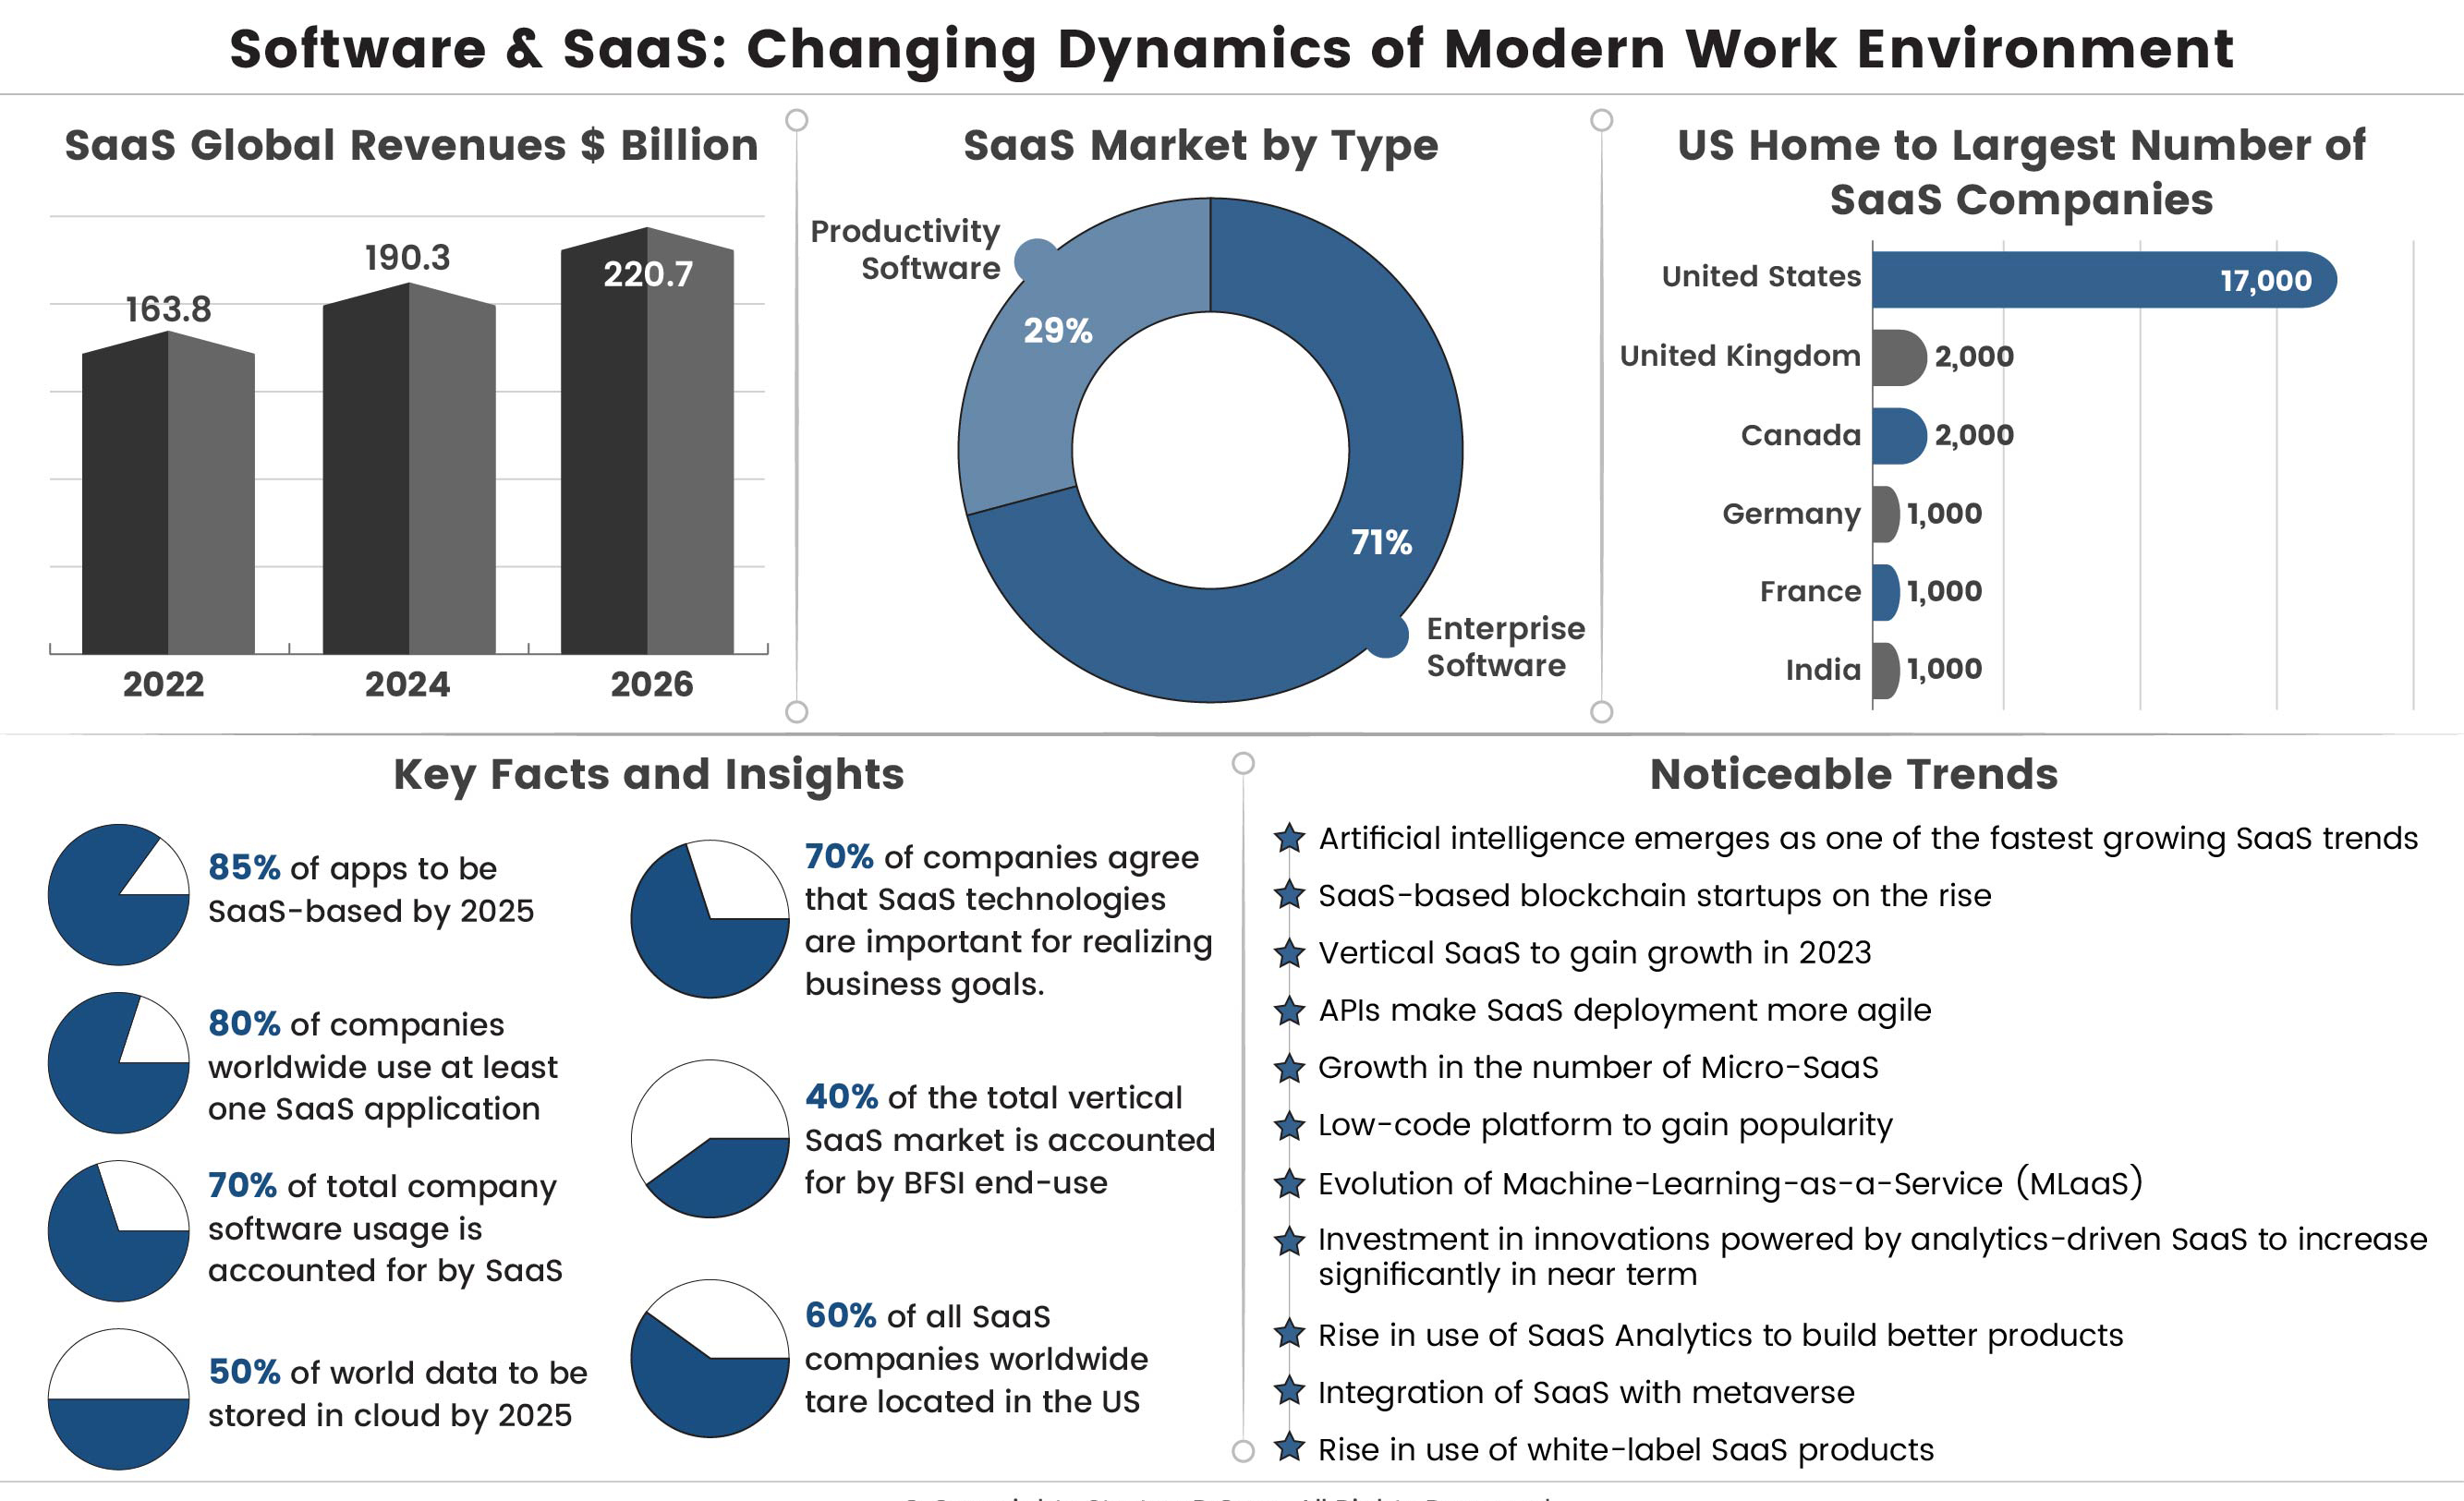 Software & SaaS: Changing Dynamics of Modern Work Environment
SaaS Global Revenues $ Billion
163.8
190.3
220.7
2022
2024
2026
SaaS Market by Type
Productivity
Software
29%
71%
Enterprise
Software
US Home to Largest Number of
SaaS Companies
United States
17,000
United Kingdom
2,000
Canada
2,000
Germany
1,000
France
1,000
India
1,000
Key Facts and Insights
85% of apps to be
SaaS-based by 2025
80% of companies
worldwide use at least
one SaaS application
70% of total company
software usage is
accounted for by SaaS
50% of world data to be
stored in cloud by 2025
70% of companies agree
that SaaS technologies
are important for realizing
business goals.
40% of the total vertical
SaaS market is accounted
for by BFSI end-use
60% of all SaaS
companies worldwide
tare located in the US
Noticeable Trends
Artificial intelligence emerges as one of the fastest growing SaaS trends
SaaS-based blockchain startups on the rise
Vertical SaaS to gain growth in 2023
APIs make SaaS deployment more agile
Growth in the number of Micro-SaaS
Low-code platform to gain popularity
Evolution of Machine-Learning-as-a-Service (MLaaS)
Investment in innovations powered by analytics-driven SaaS to increase
significantly in near term
Rise in use of SaaS Analytics to build better products
Integration of SaaS with metaverse
Rise in use of white-label SaaS products